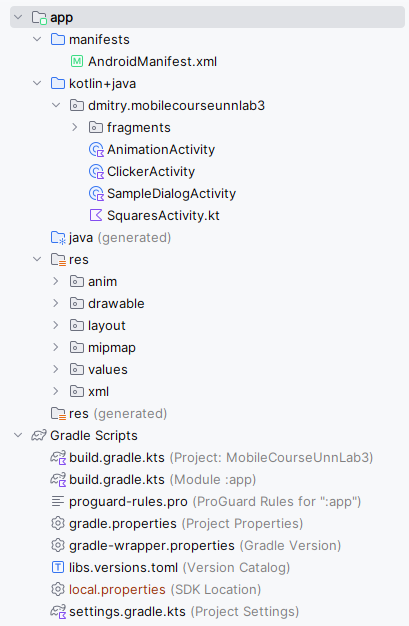 app
manifests
AndroidManifest.xml
kotlin+java
dmitry.mobilecourseunnlab3
fragments
AnimationActivity
ClickerActivity
SampleDialogActivity
SquaresActivity.kt
java (generated)
res
anim
drawable
layout
mipmap
values
xml
res (generated)
Gradle Scripts
build.gradle.kts (Project: MobileCourseUnnLab3)
build.gradle.kts (Module :app)
proguard-rules.pro (ProGuard Rules for ":app")
gradle.properties (Project Properties)
gradle-wrapper.properties (Gradle Version)
libs.versions.toml (Version Catalog)
local.properties (SDK Location)
settings.gradle.kts (Project Settings)